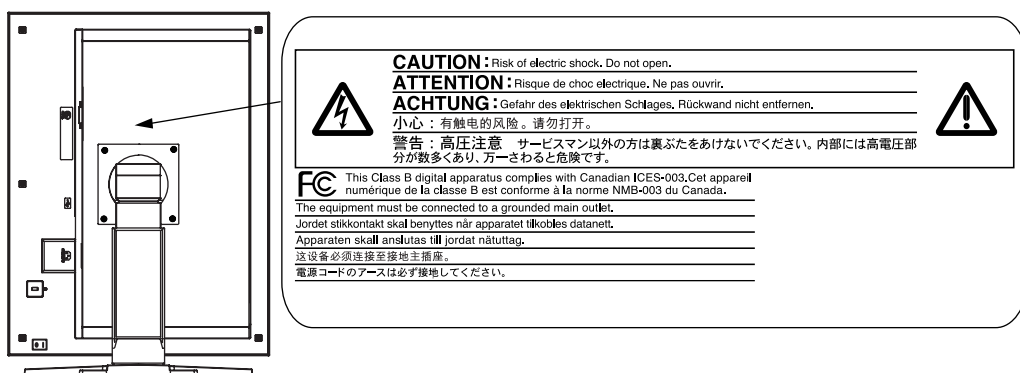 CAUTION : Risk of electric shock. Do not open.
ATTENTION : Risque de choc electrique. Ne pas ouvrir.
ACHTUNG : Gefahr des elektrischen Schlages. Rückwand nicht entfernen.
小心 : 有触电的风险。请勿打开。
警告 : 高圧注意 サービスマン以外の方は裏ぶたをあけないでください。内部には高電圧部
分が数多くあり、万一さわると危険です。
FC This Class B digital apparatus complies with Canadian ICES-003.Cet appareil
numérique de la classe B est conforme à la norme NMB-003 du Canada.
The equipment must be connected to a grounded main outlet.
Jordet stikkontakt skal benyttes når apparatet tilkobles datanett.
Apparaten skall anslutas till jordat nätuttag.
这设备必须连接至接地主插座。
電源コードのアースは必ず接地してください。